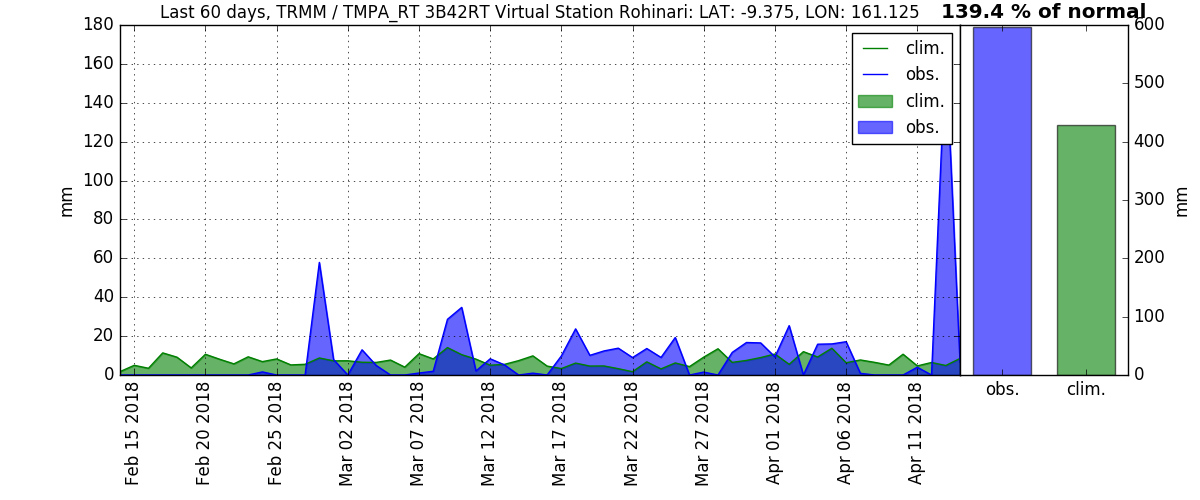 Last 60 days, TRMM / TMPA_RT 3B42RT Virtual Station Rohinari: LAT: -9.375, LON: 161.125
139.4 % of normal
mm
180
160
140
120
100
80
60
40
20
0
clim.
obs.
clim.
obs.
600
500
400
300
200
100
0
mm
Feb 15 2018
Feb 20 2018
Feb 25 2018
Mar 02 2018
Mar 07 2018
Mar 12 2018
Mar 17 2018
Mar 22 2018
Mar 27 2018
Apr 01 2018
Apr 06 2018
Apr 11 2018
obs.
clim.